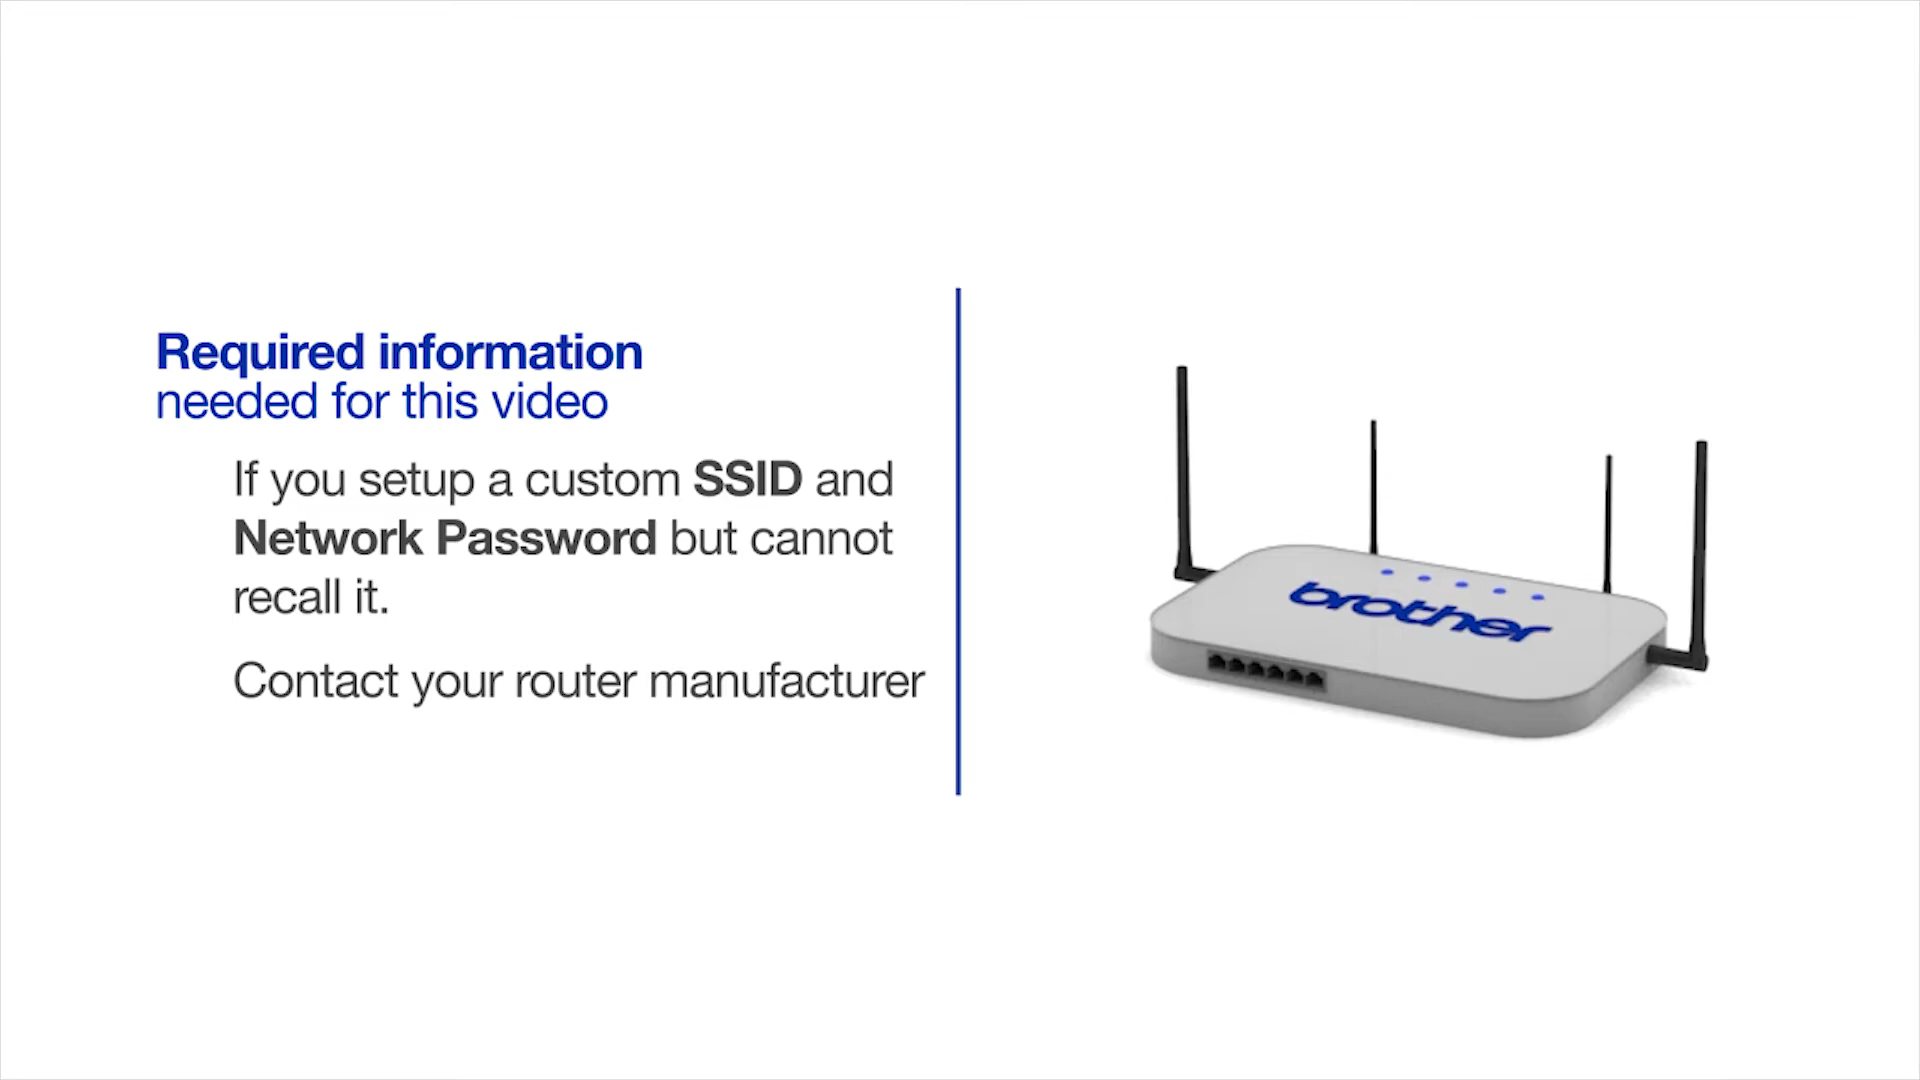 Required information
needed for this video
If you setup a custom SSID and
Network Password but cannot
recall it.
Contact your router manufacturer
brother